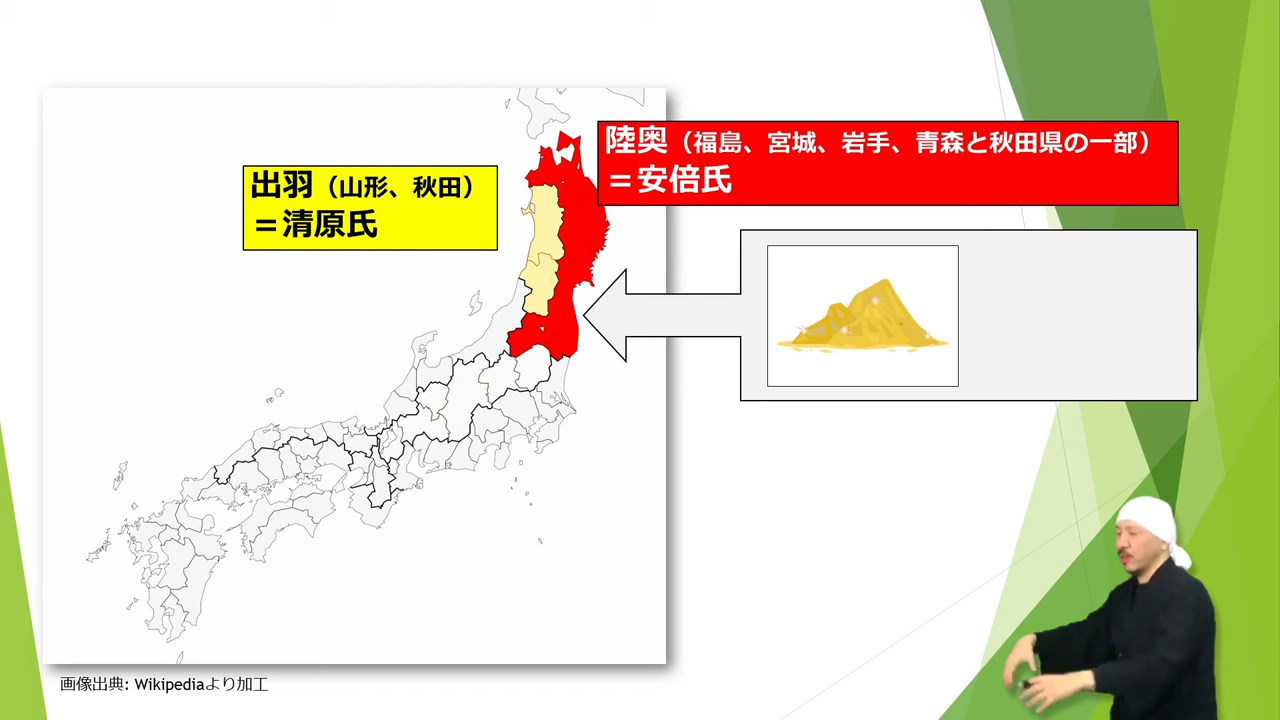 陸奥（福島、宮城、岩手、青森と秋田県の一部）
＝安倍氏
出羽（山形、秋田）
＝清原氏
画像出典: Wikipediaより加工